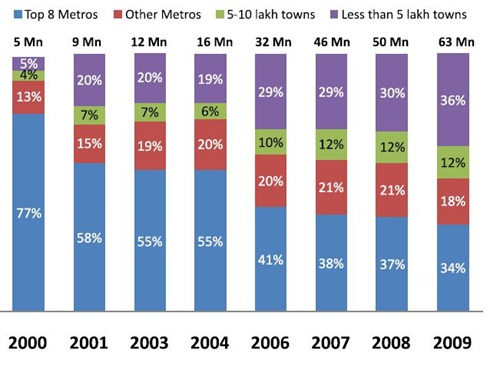 Top 8 Metros Other Metros 5-10 lakh towns Less than 5 lakh towns
5 Mn 9 Mn 12 Mn 16 Mn 32 Mn 46 Mn 50 Mn 63 Mn
5% 20% 20% 19% 29% 29% 30% 36%
4% 7% 7% 6% 10% 12% 12% 12%
13% 15% 19% 20% 20% 21% 21% 18%
77% 58% 55% 55% 41% 38% 37% 34%
2000 2001 2003 2004 2006 2007 2008 2009